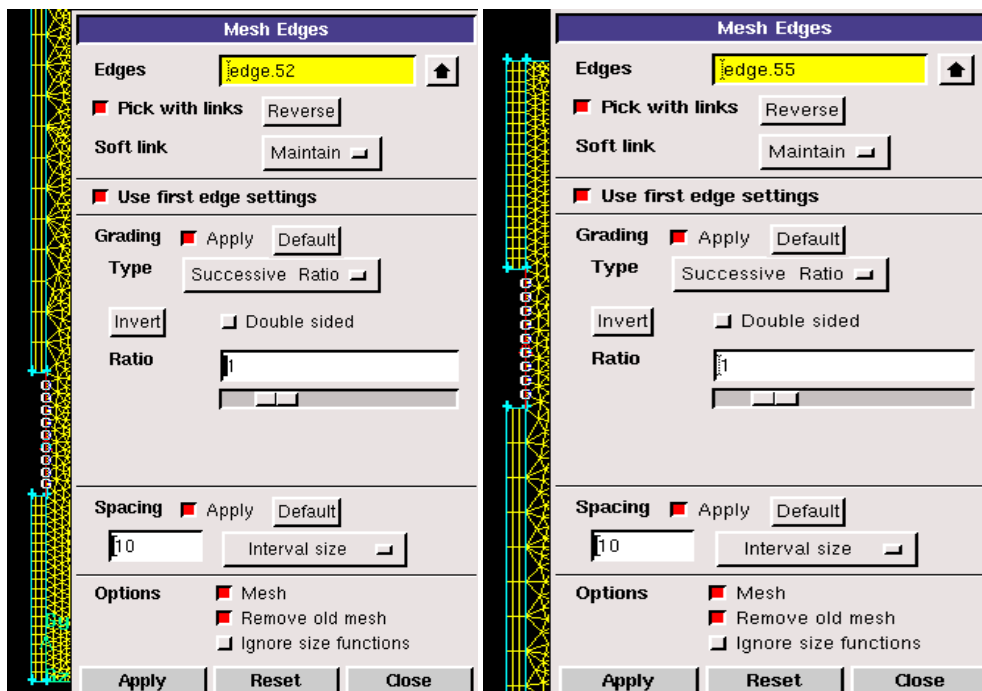 Mesh Edges
Edges edge.52
Pick with links Reverse
Soft link Maintain
Use first edge settings
Grading Apply Default
Type Successive Ratio
Invert Double sided
Ratio 1
Spacing Apply Default
10 Interval size
Options Mesh
Remove old mesh
Ignore size functions
Apply Reset Close
Mesh Edges
Edges edge.55
Pick with links Reverse
Soft link Maintain
Use first edge settings
Grading Apply Default
Type Successive Ratio
Invert Double sided
Ratio 1
Spacing Apply Default
10 Interval size
Options Mesh
Remove old mesh
Ignore size functions
Apply Reset Close